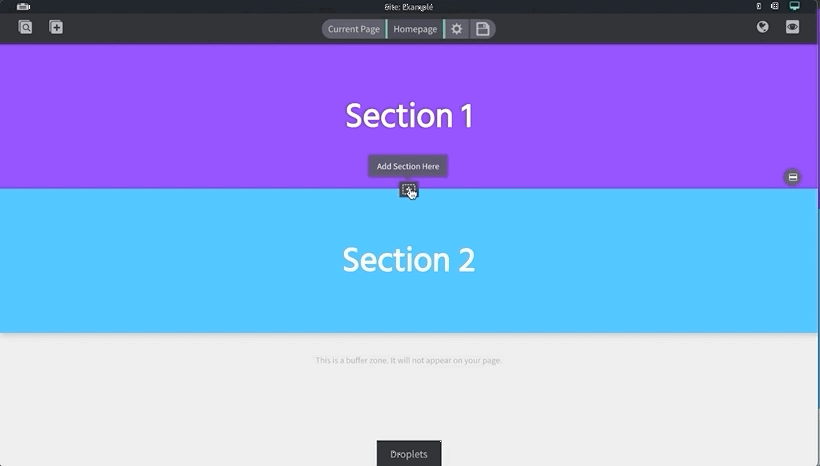 Site: Example
Current Page Homepage
Section 1
Add Section Here
Section 2
This is a buffer zone. It will not appear on your page.
Droplets